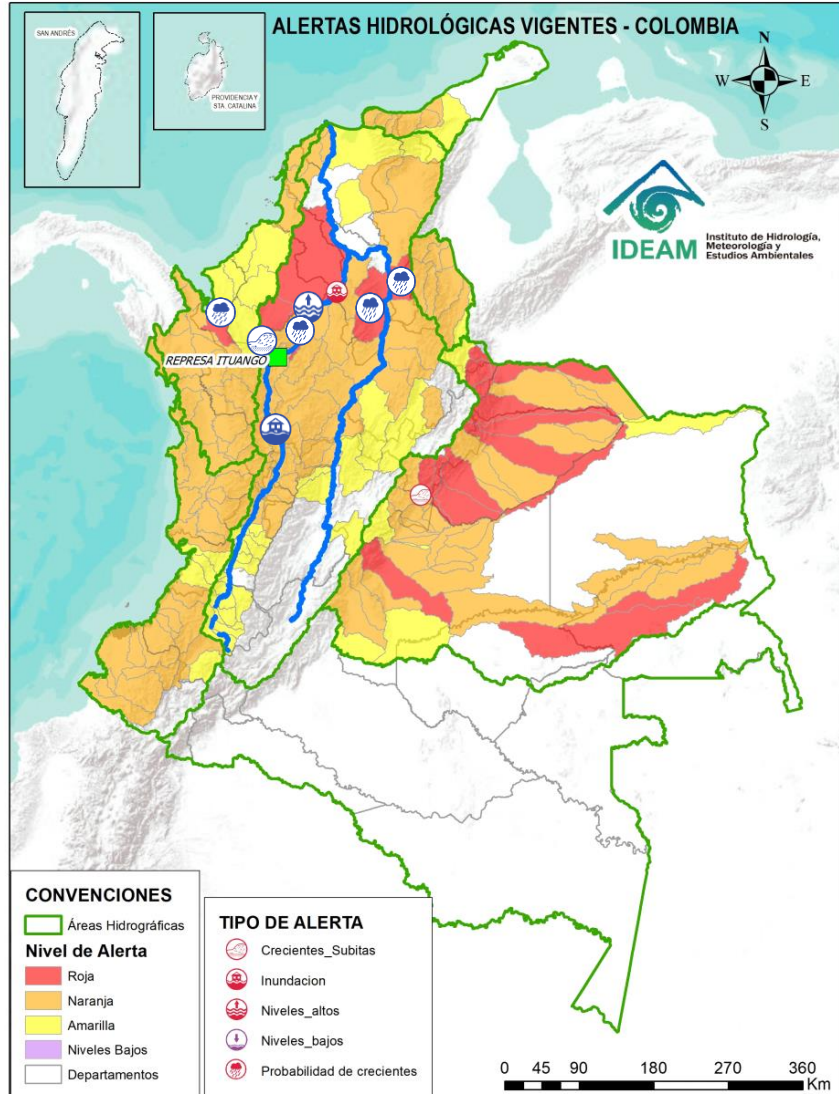 ALERTAS HIDROLÓGICAS VIGENTES - COLOMBIA
SAN ANDRÉS
PROVIDENCIA Y
STA. CATALINA
N
W
E
S
IDEAM
Instituto de Hidrología,
Meteorología y
Estudios Ambientales
REPRESA ITUANGO
CONVENCIONES
Áreas Hidrográficas
Nivel de Alerta
Roja
Naranja
Amarilla
Niveles Bajos
Departamentos
TIPO DE ALERTA
Crecientes_Subitas
Inundacion
Niveles_altos
Niveles_bajos
Probabilidad de crecientes
0 45 90 180 270 360
Km